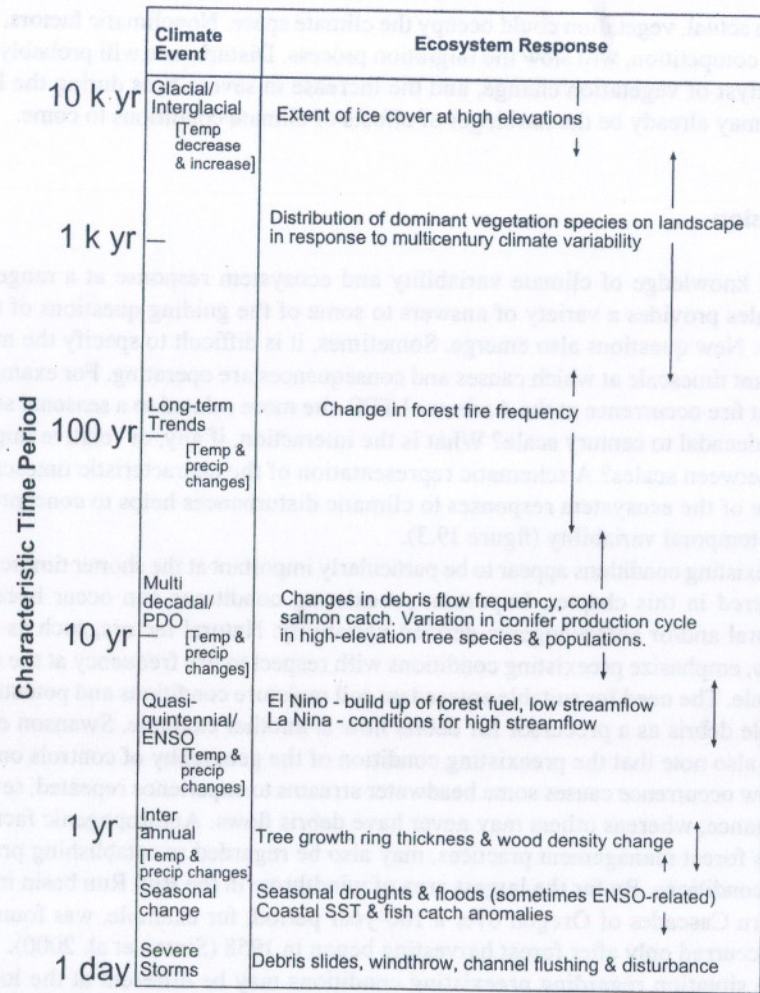 Climate
Event
Ecosystem Response
10 k yr
Glacial/
Interglacial
[Temp
decrease
& increase]
Extent of ice cover at high elevations
1 k yr
Distribution of dominant vegetation species on landscape
in response to multicentury climate variability
Characteristic Time Period
100 yr
Long-term
Trends
[Temp &
precip
changes]
Change in forest fire frequency
10 yr
Multi
decadal/
PDO
[Temp &
precip
changes]
Changes in debris flow frequency, coho
salmon catch. Variation in conifer production cycle
in high-elevation tree species & populations.
Quasi-
quintennial/
ENSO
[Temp &
precip
changes]
El Nino - build up of forest fuel, low streamflow
La Nina - conditions for high streamflow
1 yr
Inter
annual
[Temp &
precip changes]
Tree growth ring thickness & wood density change
Seasonal
change
Seasonal droughts & floods (sometimes ENSO-related)
Coastal SST & fish catch anomalies
1 day
Severe
Storms
Debris slides, windthrow, channel flushing & disturbance